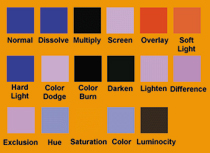 Normal Dissolve Multiply Screen Overlay Soft
Light
Hard Color Color Darken Lighten Difference
Light Dodge Burn
Exclusion Hue Saturation Color Luminocity